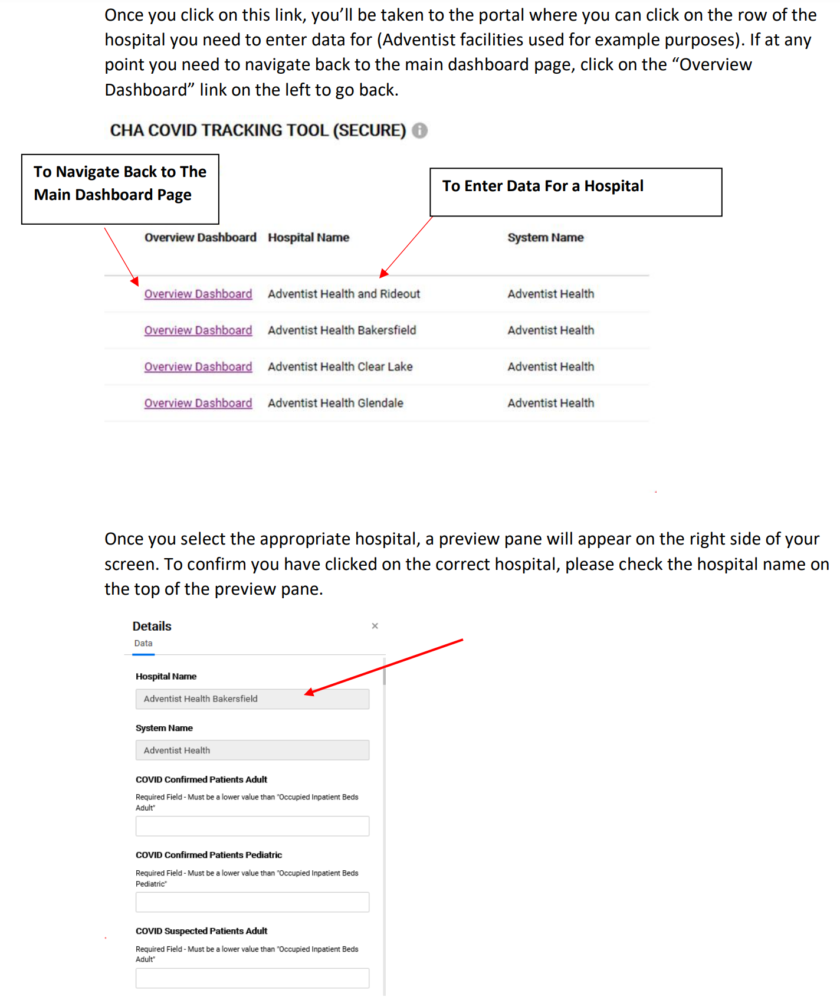 Once you click on this link, you’ll be taken to the portal where you can click on the row of the
hospital you need to enter data for (Adventist facilities used for example purposes). If at any
point you need to navigate back to the main dashboard page, click on the “Overview
Dashboard” link on the left to go back.
CHA COVID TRACKING TOOL (SECURE) i
To Navigate Back to The
Main Dashboard Page
To Enter Data For a Hospital
Overview Dashboard Hospital Name System Name
Overview Dashboard Adventist Health and Rideout Adventist Health
Overview Dashboard Adventist Health Bakersfield Adventist Health
Overview Dashboard Adventist Health Clear Lake Adventist Health
Overview Dashboard Adventist Health Glendale Adventist Health
Once you select the appropriate hospital, a preview pane will appear on the right side of your
screen. To confirm you have clicked on the correct hospital, please check the hospital name on
the top of the preview pane.
Details ×
Data
Hospital Name
Adventist Health Bakersfield
System Name
Adventist Health
COVID Confirmed Patients Adult
Required Field - Must be a lower value than "Occupied Inpatient Beds
Adult"
COVID Confirmed Patients Pediatric
Required Field - Must be a lower value than "Occupied Inpatient Beds
Pediatric"
COVID Suspected Patients Adult
Required Field - Must be a lower value than "Occupied Inpatient Beds
Adult"